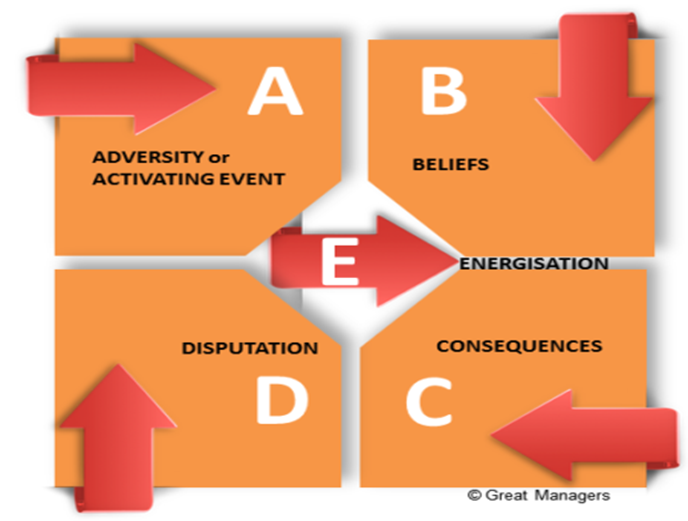 A
ADVERSITY or
ACTIVATING EVENT
B
BELIEFS
E
ENERGISATION
DISPUTATION
D
CONSEQUENCES
C
© Great Managers